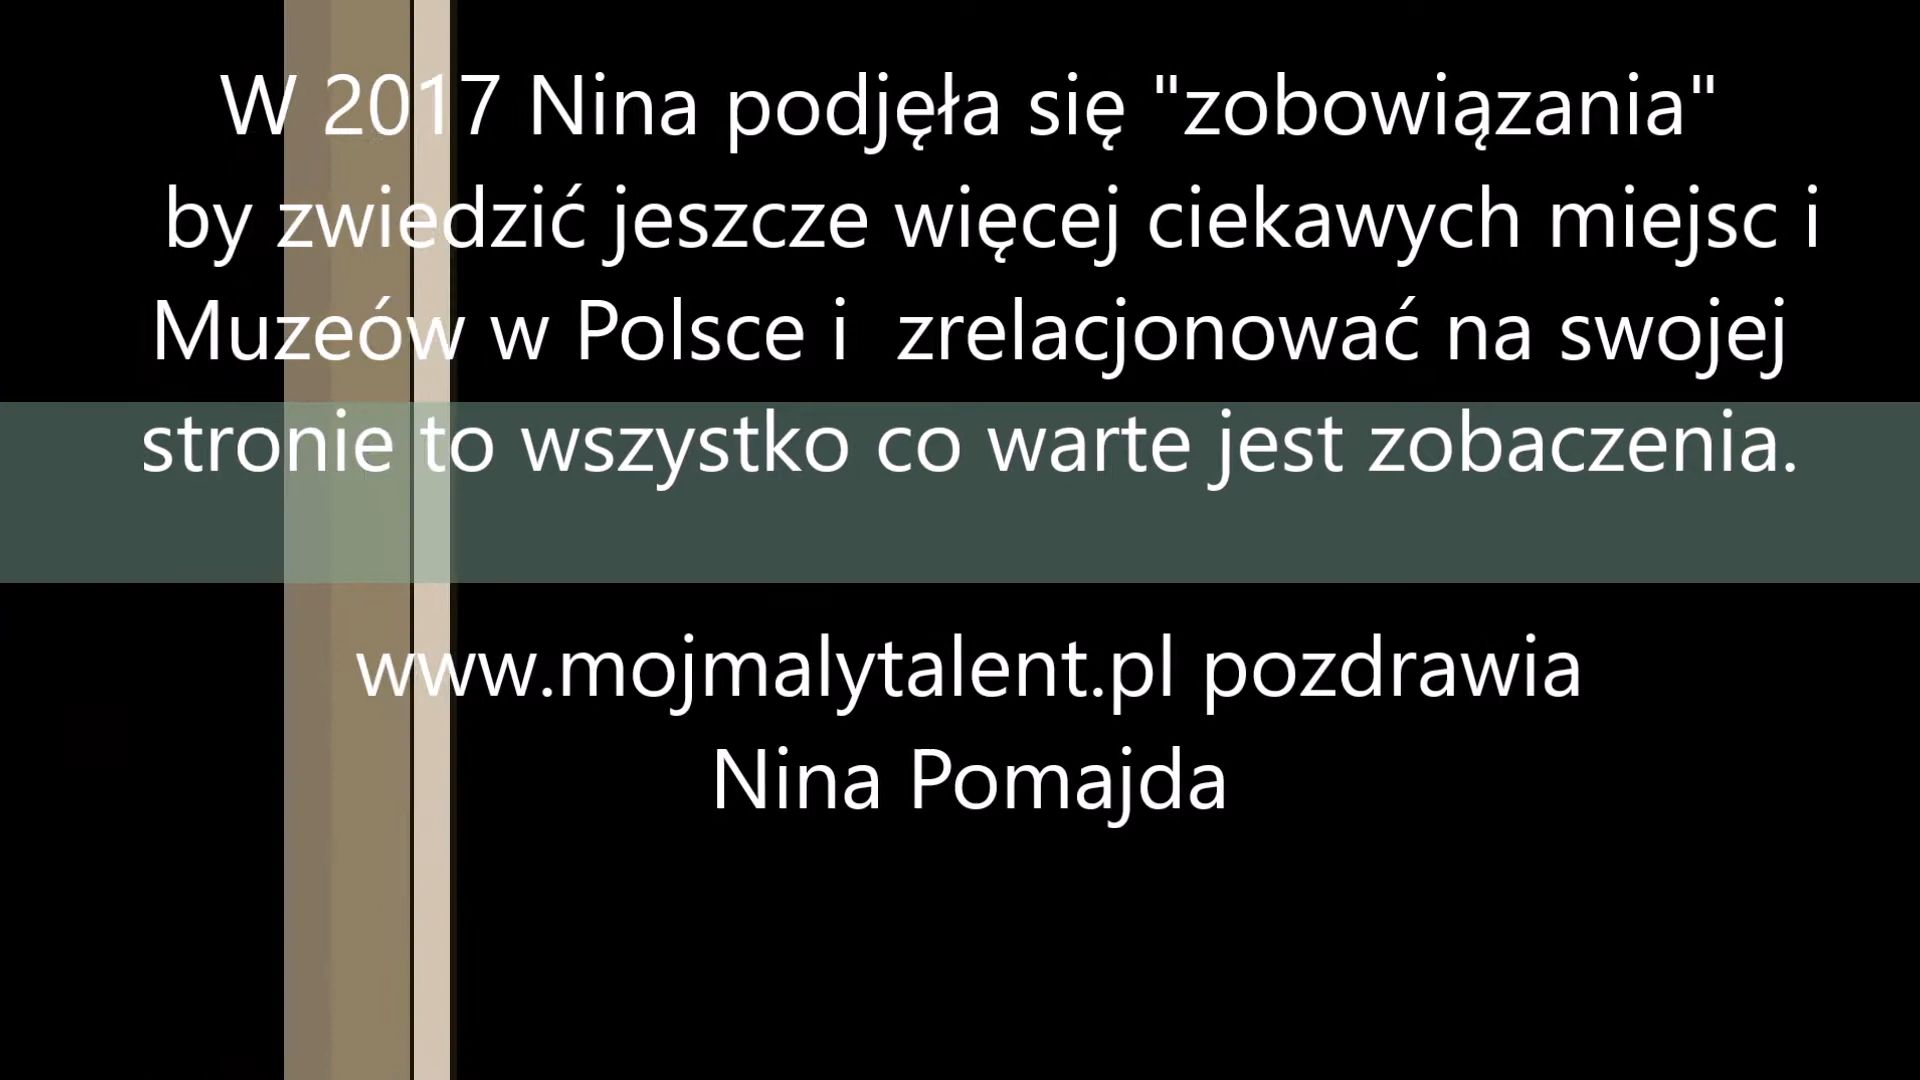 W 2017 Nina podjęła się "zobowiązania"
by zwiedzić jeszcze więcej ciekawych miejsc i
Muzeów w Polsce i  zrelacjonować na swojej
stronie to wszystko co warte jest zobaczenia.
www.mojmalytalent.pl pozdrawia
Nina Pomajda